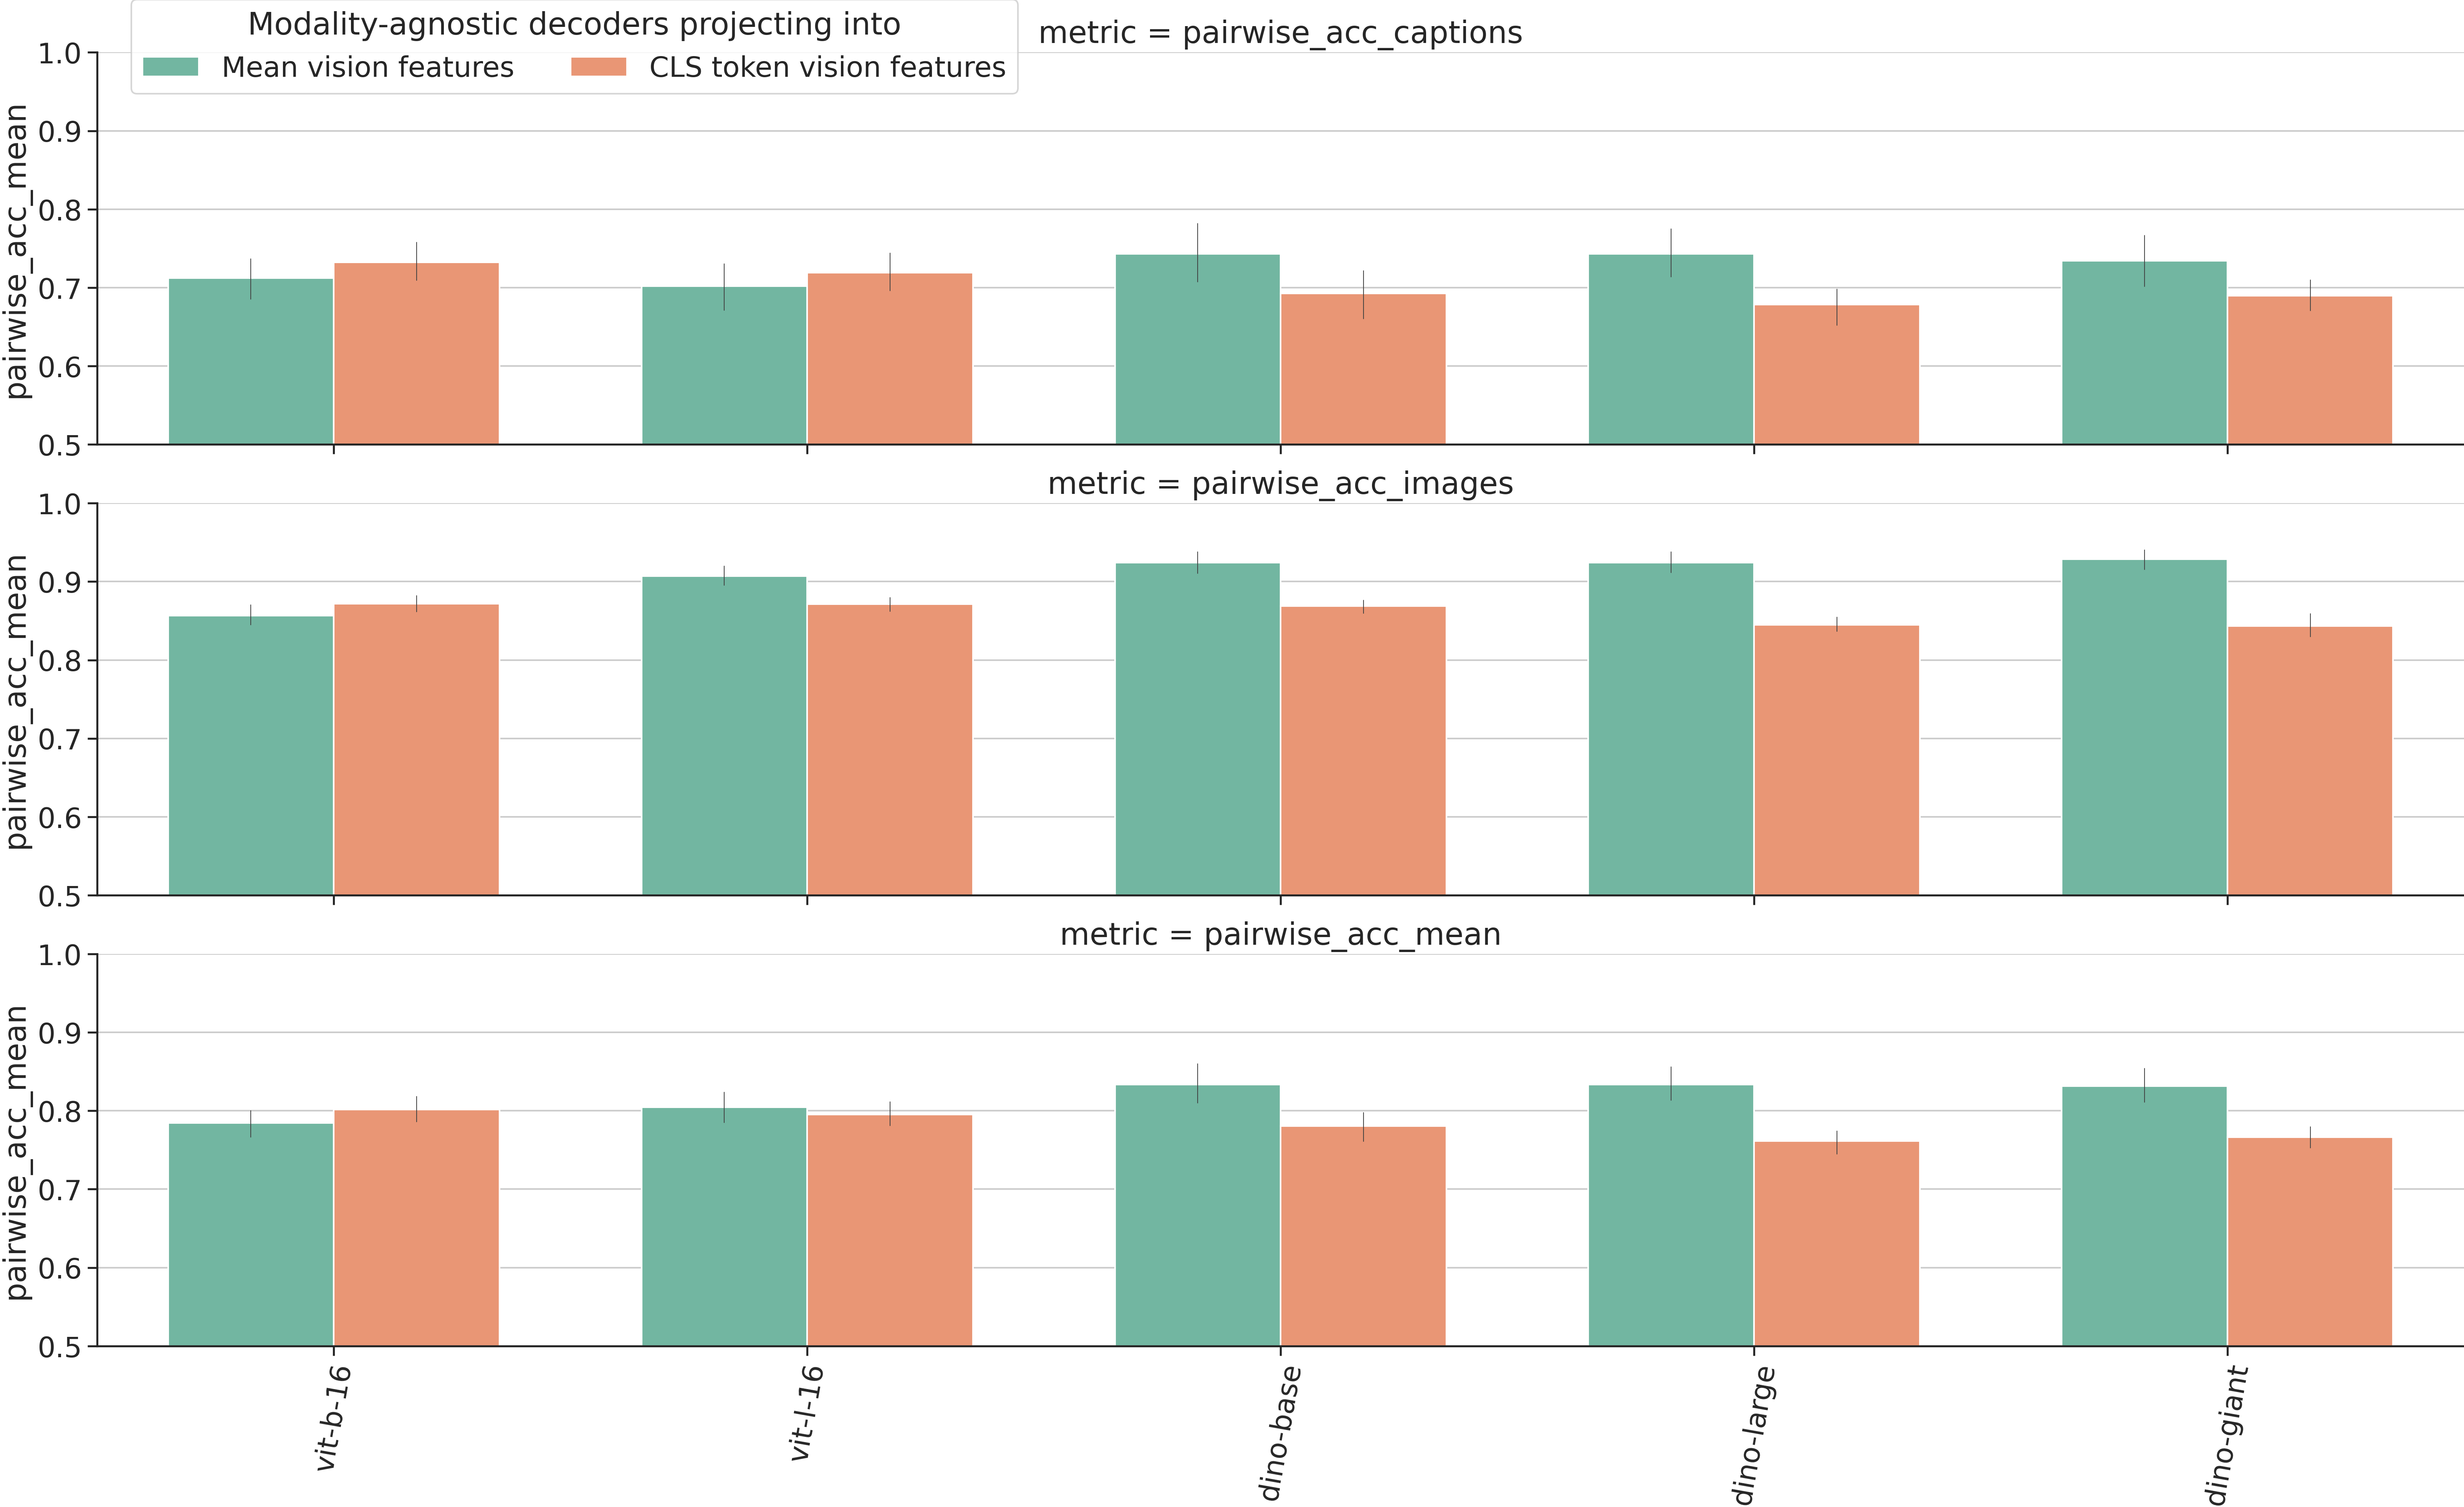 Modality-agnostic decoders projecting into
Mean vision features
CLS token vision features
metric = pairwise_acc_captions
pairwise_acc_mean
1.0
0.9
0.8
0.7
0.6
0.5
metric = pairwise_acc_images
pairwise_acc_mean
1.0
0.9
0.8
0.7
0.6
0.5
metric = pairwise_acc_mean
pairwise_acc_mean
1.0
0.9
0.8
0.7
0.6
0.5
vit-b-16
vit-l-16
dino-base
dino-large
dino-giant